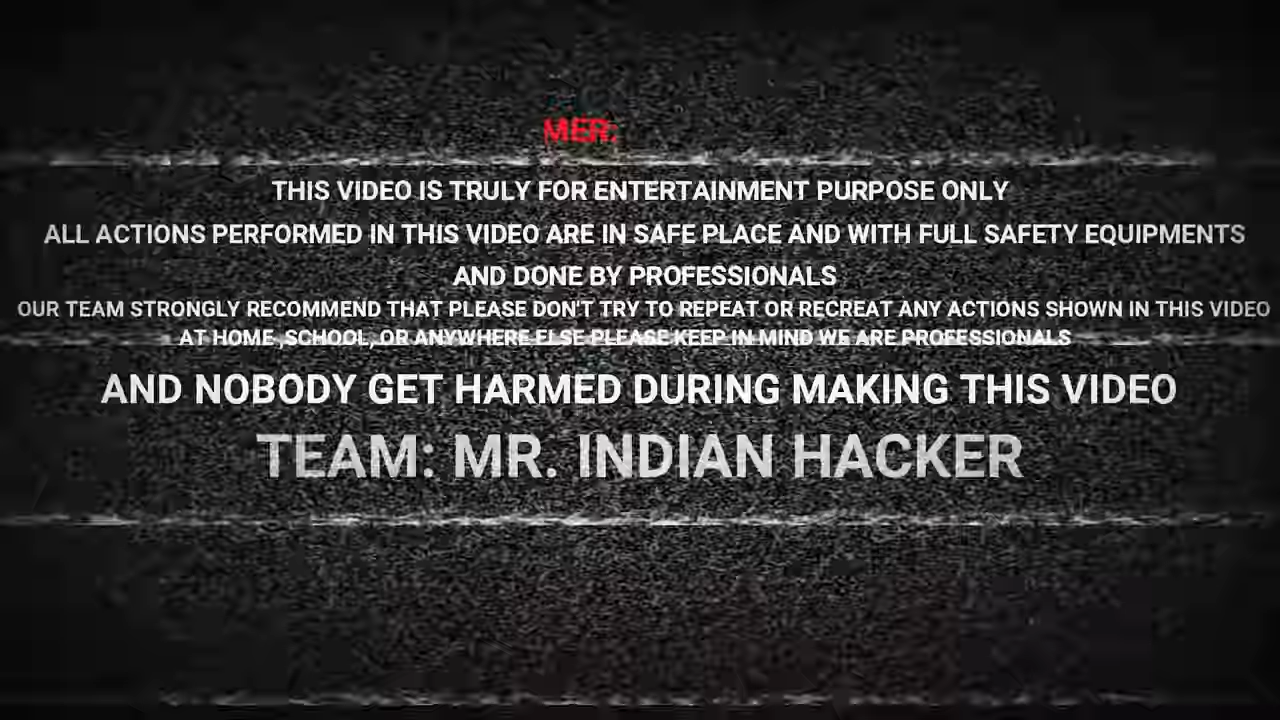 MER:
THIS VIDEO IS TRULY FOR ENTERTAINMENT PURPOSE ONLY
ALL ACTIONS PERFORMED IN THIS VIDEO ARE IN SAFE PLACE AND WITH FULL SAFETY EQUIPMENTS
AND DONE BY PROFESSIONALS
OUR TEAM STRONGLY RECOMMEND THAT PLEASE DON'T TRY TO REPEAT OR RECREAT ANY ACTIONS SHOWN IN THIS VIDEO
AT HOME ,SCHOOL, OR ANYWHERE ELSE PLEASE KEEP IN MIND WE ARE PROFESSIONALS
AND NOBODY GET HARMED DURING MAKING THIS VIDEO
TEAM: MR. INDIAN HACKER